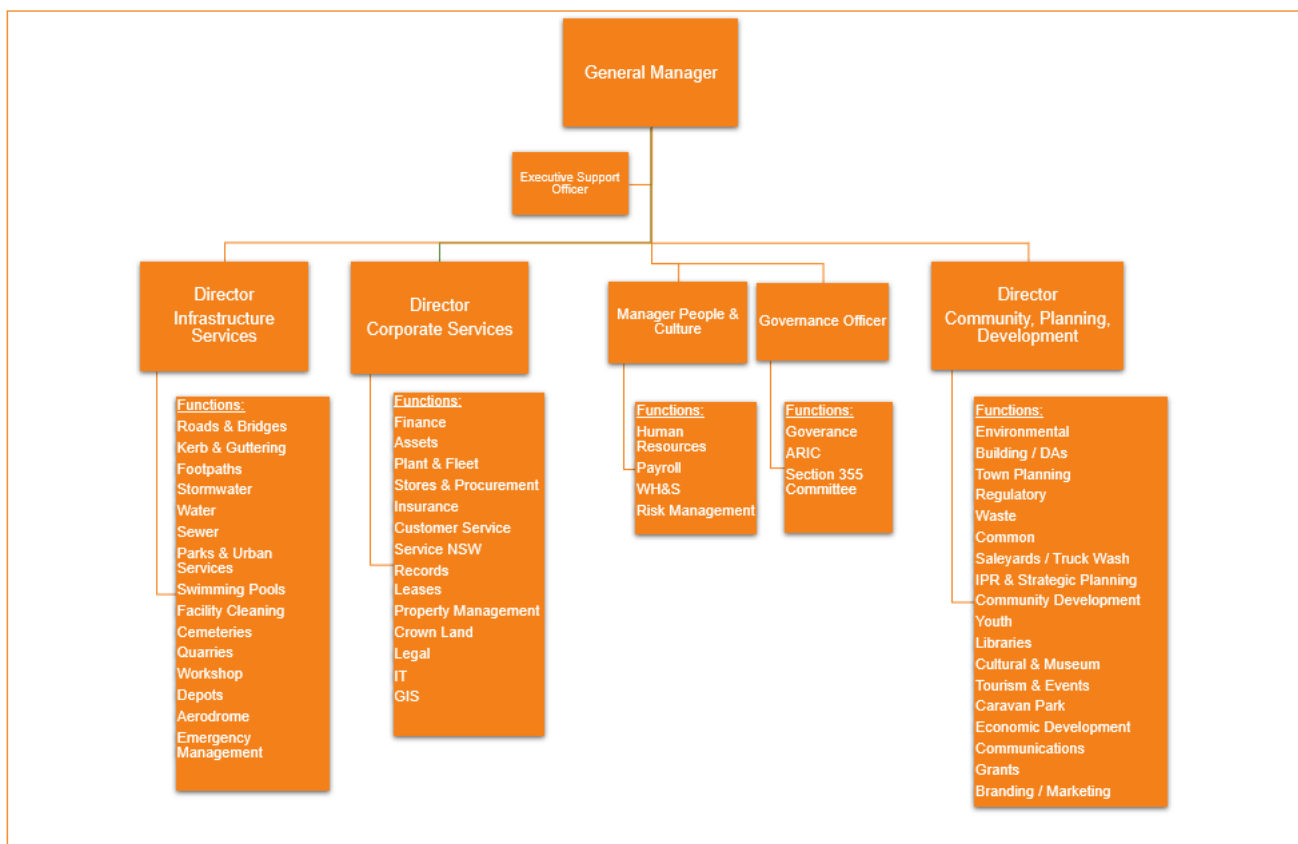 General Manager
Executive Support
Officer
Director
Infrastructure
Services
Director
Corporate Services
Manager People &
Culture
Governance Officer
Director
Community, Planning,
Development
Functions:
Roads & Bridges
Kerb & Guttering
Footpaths
Stormwater
Water
Sewer
Parks & Urban
Services
Swimming Pools
Facility Cleaning
Cemeteries
Quarries
Workshop
Depots
Aerodrome
Emergency
Management
Functions:
Finance
Assets
Plant & Fleet
Stores & Procurement
Insurance
Customer Service
Service NSW
Records
Leases
Property Management
Crown Land
Legal
IT
GIS
Functions:
Human
Resources
Payroll
WH&S
Risk Management
Functions:
Goverance
ARIC
Section 355
Committee
Functions:
Environmental
Building / DAs
Town Planning
Regulatory
Waste
Common
Saleyards / Truck Wash
IPR & Strategic Planning
Community Development
Youth
Libraries
Cultural & Museum
Tourism & Events
Caravan Park
Economic Development
Communications
Grants
Branding / Marketing